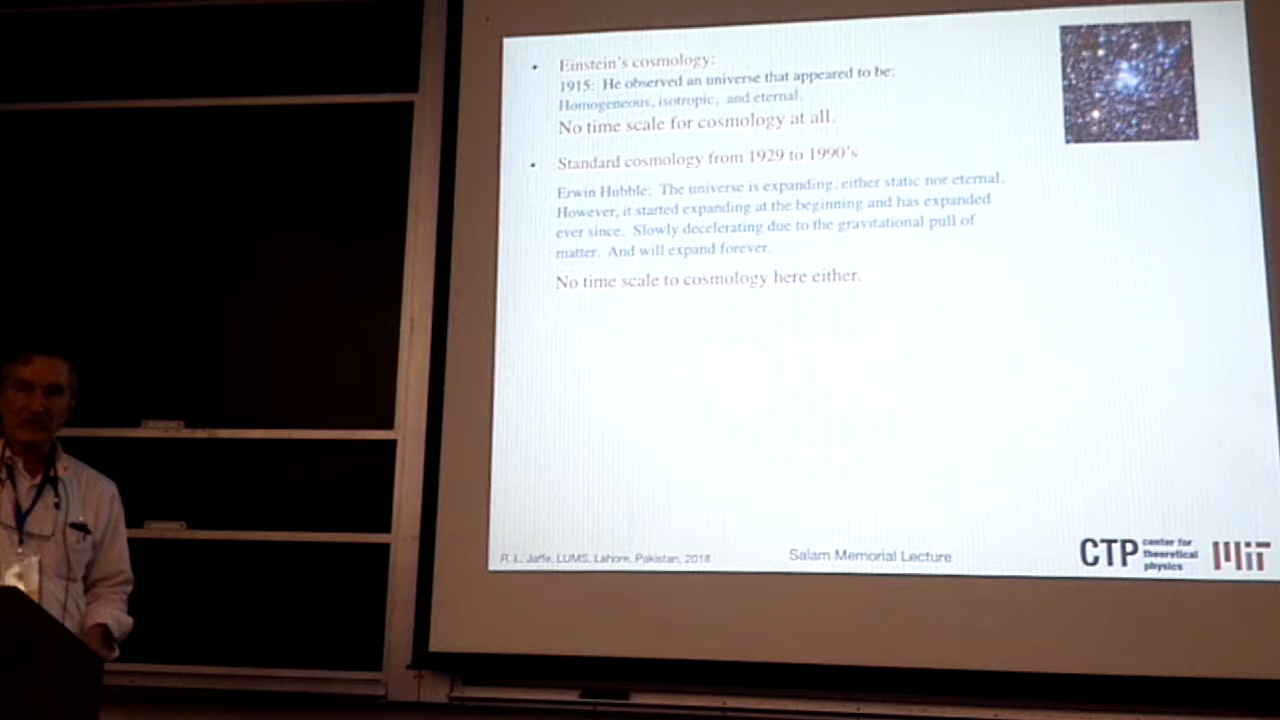 • Einstein's cosmology:
1915: He observed an universe that appeared to be:
Homogeneous, isotropic, and eternal.
No time scale for cosmology at all.
• Standard cosmology from 1929 to 1990's
Erwin Hubble: The universe is expanding, either static nor eternal.
However, it started expanding at the beginning and has expanded
ever since. Slowly decelerating due to the gravitational pull of
matter. And will expand forever.
No time scale to cosmology here either.
R. L. Jaffe, LUMS, Lahore, Pakistan, 2018
Salam Memorial Lecture
CTP center for
theoretical
physics
MIT